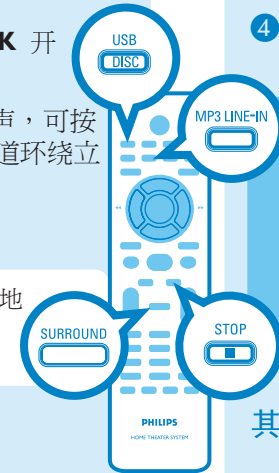 K 开
声，可按
道环绕立
地
USB
DISC
MP3 LINE-IN
SURROUND
STOP
PHILIPS
HOME THEATER SYSTEM
4
其